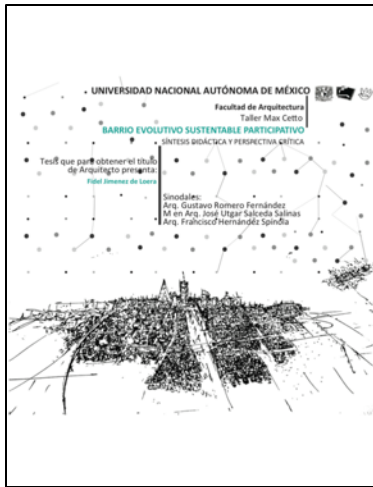 UNIVERSIDAD NACIONAL AUTÓNOMA DE MÉXICO
Facultad de Arquitectura
Taller Max Cetto
BARRIO EVOLUTIVO SUSTENTABLE PARTICIPATIVO
SÍNTESIS DIDÁCTICA Y PERSPECTIVA CRÍTICA
Tesis que para obtener el título
de Arquitecto presenta:
Fidel Jimenez de Loera
Sinodales:
Arq. Gustavo Romero Fernández
M en Arq. José Utgar Salceda Salinas
Arq. Francisco Hernández Spínola